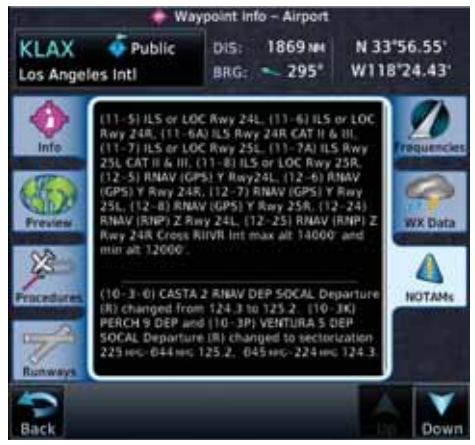 Waypoint Info – Airport
KLAX Public DIS: 1869 NM N 33°56.55'
Los Angeles Intl BRG: 295° W118°24.43'
Info
Preview
Procedures
Runways
(11-5) ILS or LOC Rwy 24L, (11-6) ILS or LOC
Rwy 24R, (11-6A) ILS Rwy 24R CAT II & III,
(11-7) ILS or LOC Rwy 25L, (11-7A) ILS Rwy
25L CAT II & III, (11-8) ILS or LOC Rwy 25R,
(12-5) RNAV (GPS) Y Rwy24L, (12-6) RNAV
(GPS) Y Rwy 24R, (12-7) RNAV (GPS) Y Rwy
25L, (12-8) RNAV (GPS) Y Rwy 25R, (12-24)
RNAV (RNP) Z Rwy 24L, (12-25) RNAV (RNP) Z
Rwy 24R Cross RIIVR Int max alt 14000' and
min alt 12000'.
(10-3-0) CASTA 2 RNAV DEP SOCAL Departure
(R) changed from 124.3 to 125.2. (10-3K)
PERCH 9 DEP and (10-3P) VENTURA 5 DEP
SOCAL Departure (R) changed to sectorization
225 -044 125.2, 045 -224 124.3.
Frequencies
WX Data
NOTAMs
Back
Up
Down